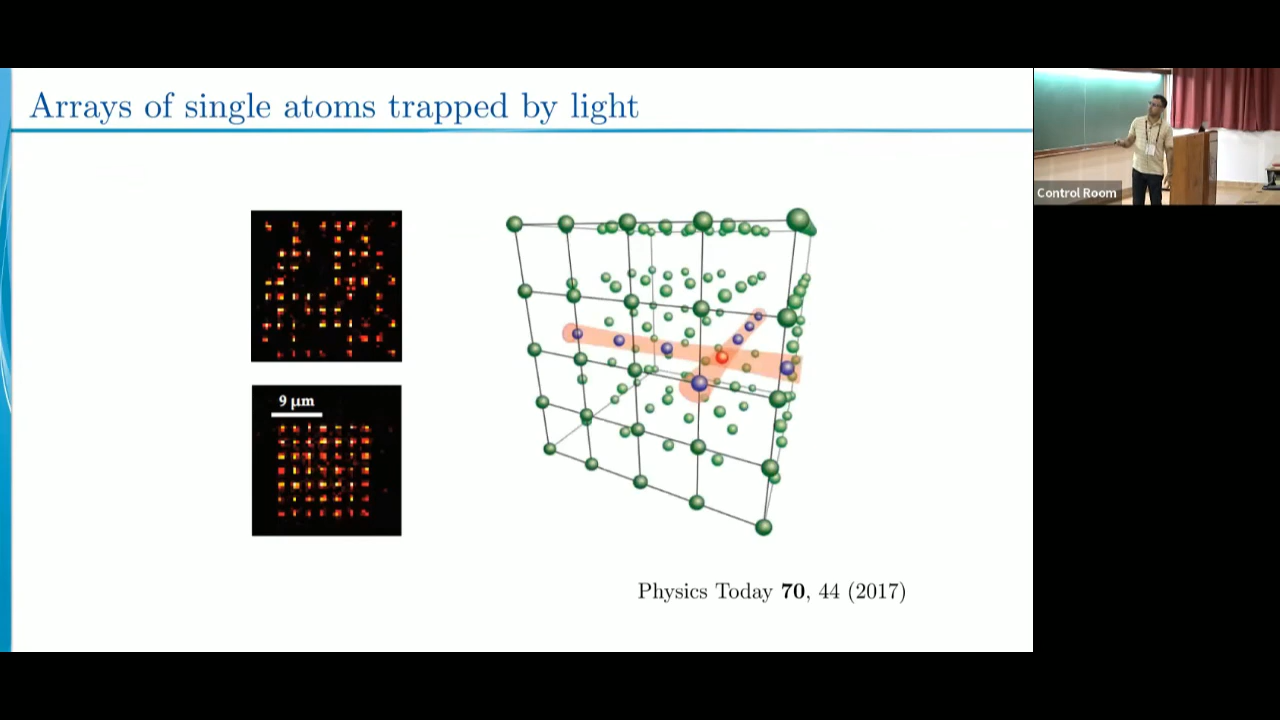 Arrays of single atoms trapped by light
Control Room
9 μm
Physics Today 70, 44 (2017)